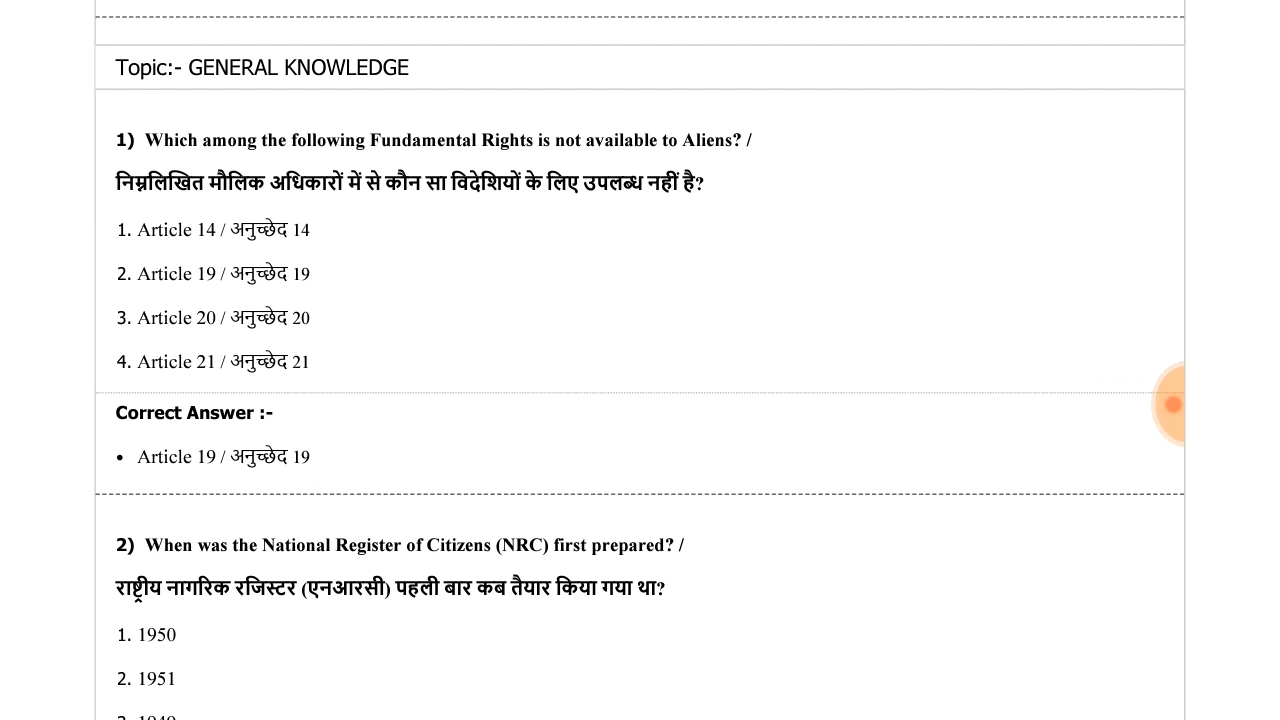 Topic:- GENERAL KNOWLEDGE
1) Which among the following Fundamental Rights is not available to Aliens? /
निम्नलिखित मौलिक अधिकारों में से कौन सा विदेशियों के लिए उपलब्ध नहीं है?
1. Article 14 / अनुच्छेद 14
2. Article 19 / अनुच्छेद 19
3. Article 20 / अनुच्छेद 20
4. Article 21 / अनुच्छेद 21
Correct Answer :-
• Article 19 / अनुच्छेद 19
2) When was the National Register of Citizens (NRC) first prepared? /
राष्ट्रीय नागरिक रजिस्टर (एनआरसी) पहली बार कब तैयार किया गया था?
1. 1950
2. 1951